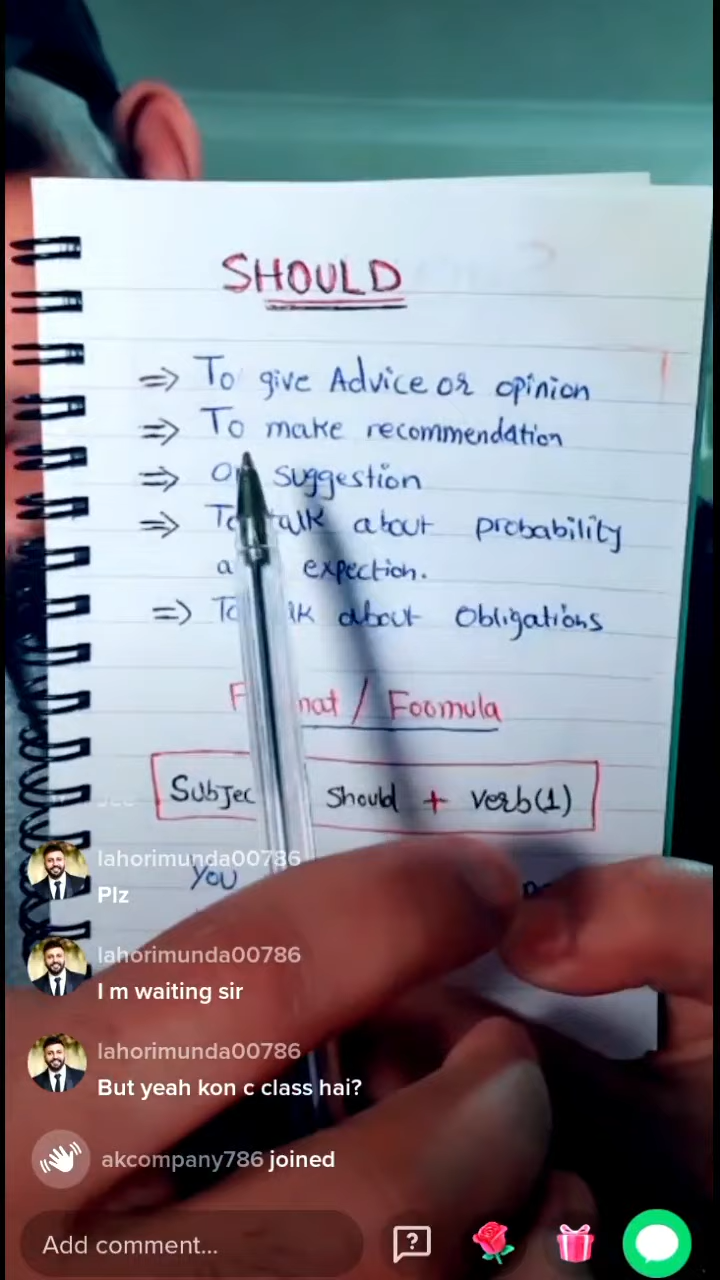 SHOULD
⇒ To give Advice or opinion
⇒ To make recommendation
⇒ suggestion
⇒ talk about probability
expection.
⇒ about Obligations
/ Foomula
should + verb(1)
lahorimunda00786
You
Plz
lahorimunda00786
I m waiting sir
lahorimunda00786
But yeah kon c class hai?
akcompany786 joined
Add comment...